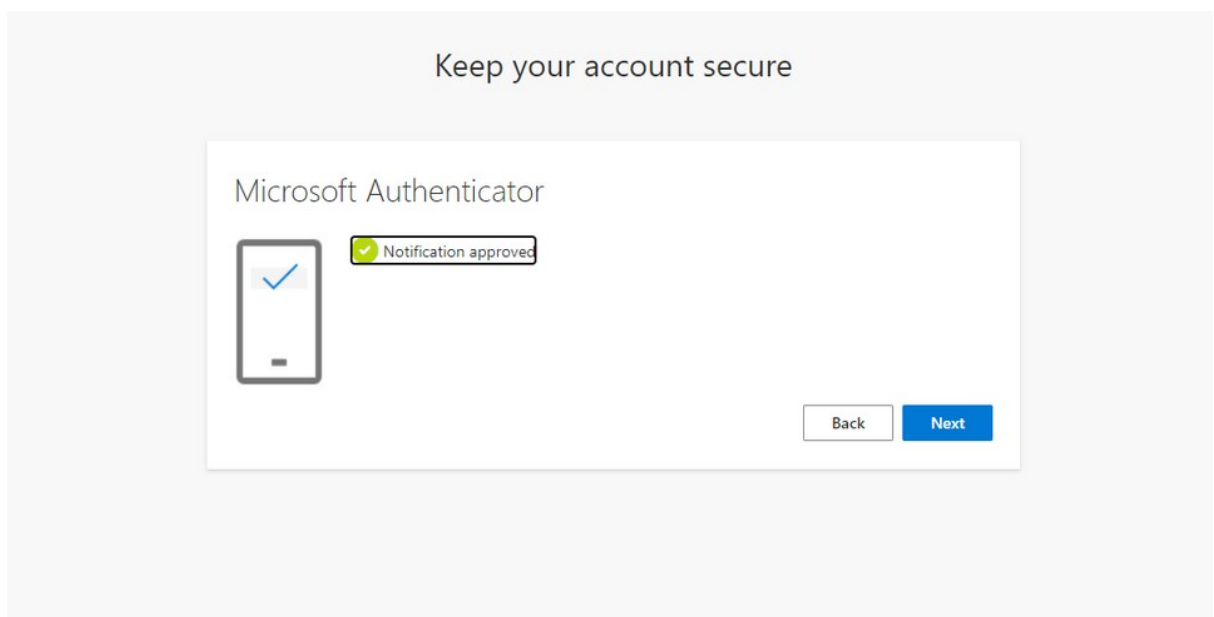 Keep your account secure
Microsoft Authenticator
Notification approved
Back
Next